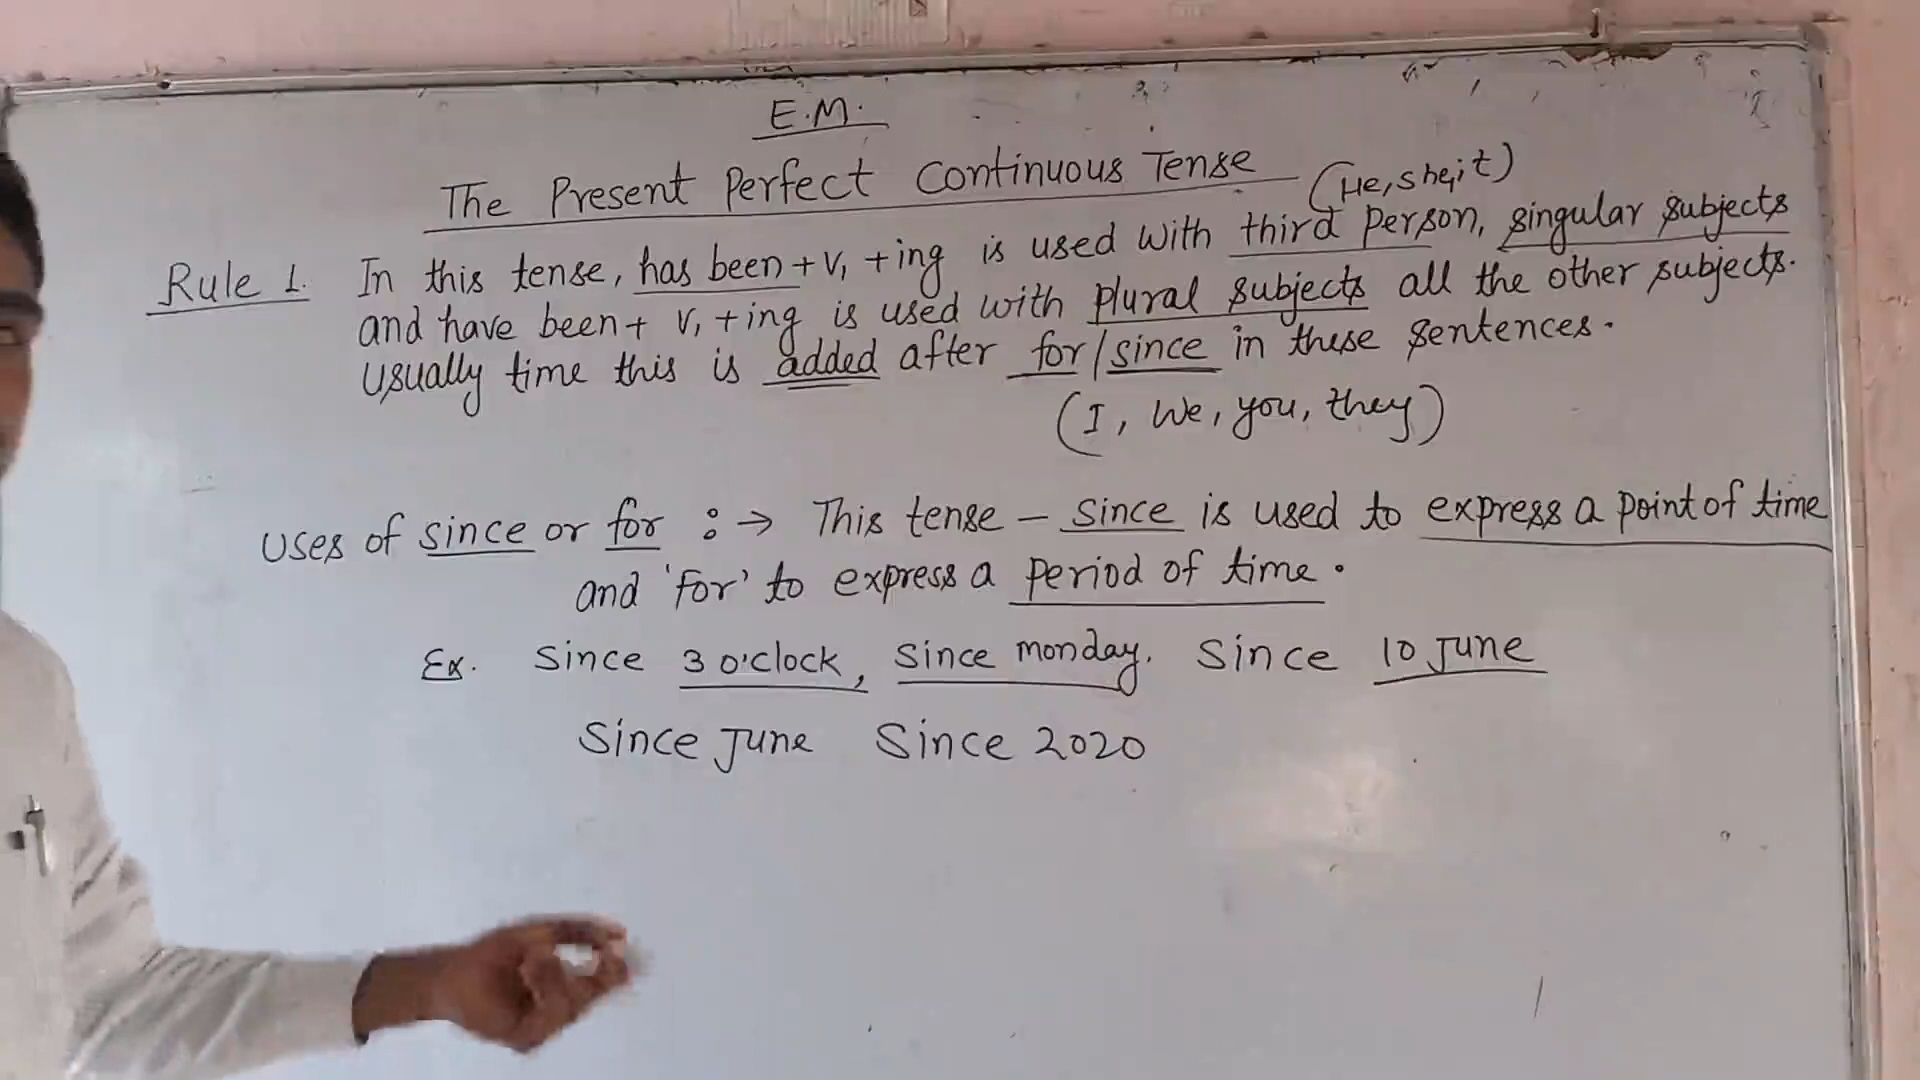 E.M.
The Present Perfect Continuous Tense
(He, she, it)
Rule 1. In this tense, has been + V₁ + ing is used with third person, singular subjects
and have been + V₁ + ing is used with plural subjects all the other subjects.
Usually time this is added after for/since in these sentences.
(I, We, you, they)
Uses of since or for :→ This tense – since is used to express a point of time
and 'for' to express a period of time.
Ex. Since 3 o'clock, since monday. Since 10 June
Since June Since 2020